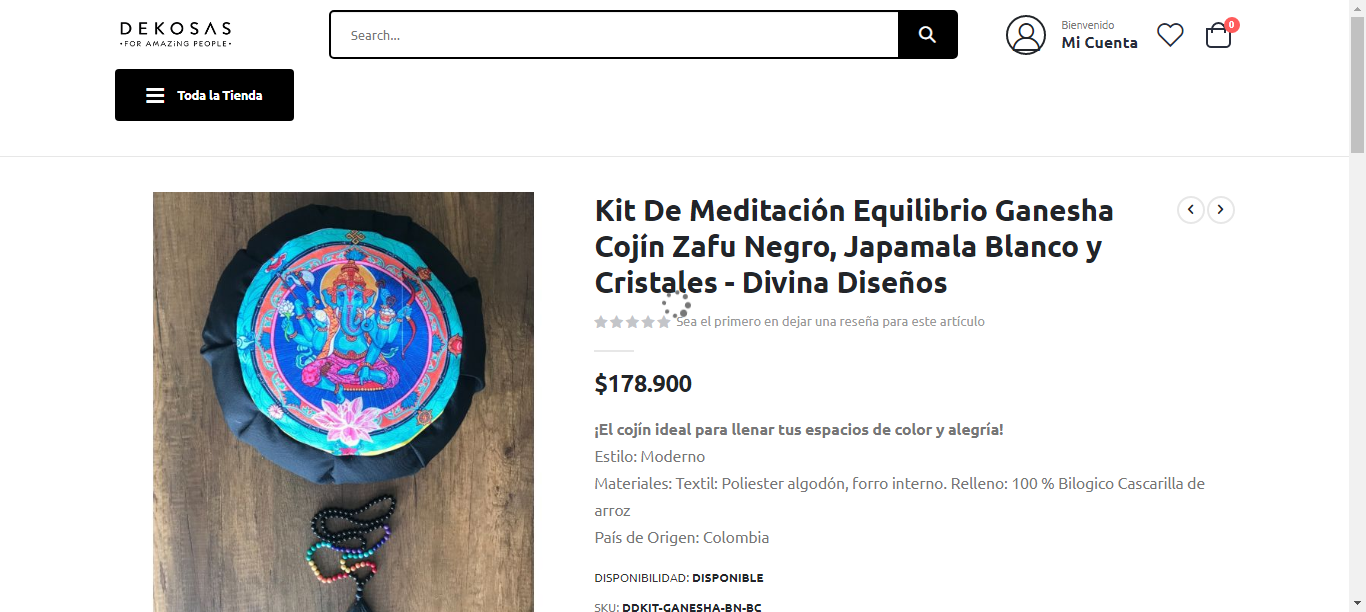 DEKOSAS
•FOR AMAZING PEOPLE•
Search...
Bienvenido
Mi Cuenta
0
Toda la Tienda
Kit De Meditación Equilibrio Ganesha
Cojín Zafu Negro, Japamala Blanco y
Cristales - Divina Diseños
Sea el primero en dejar una reseña para este artículo
$178.900
¡El cojín ideal para llenar tus espacios de color y alegría!
Estilo: Moderno
Materiales: Textil: Poliester algodón, forro interno. Relleno: 100 % Bilogico Cascarilla de
arroz
País de Origen: Colombia
DISPONIBILIDAD: DISPONIBLE
SKU: DDKIT-GANESHA-BN-BC